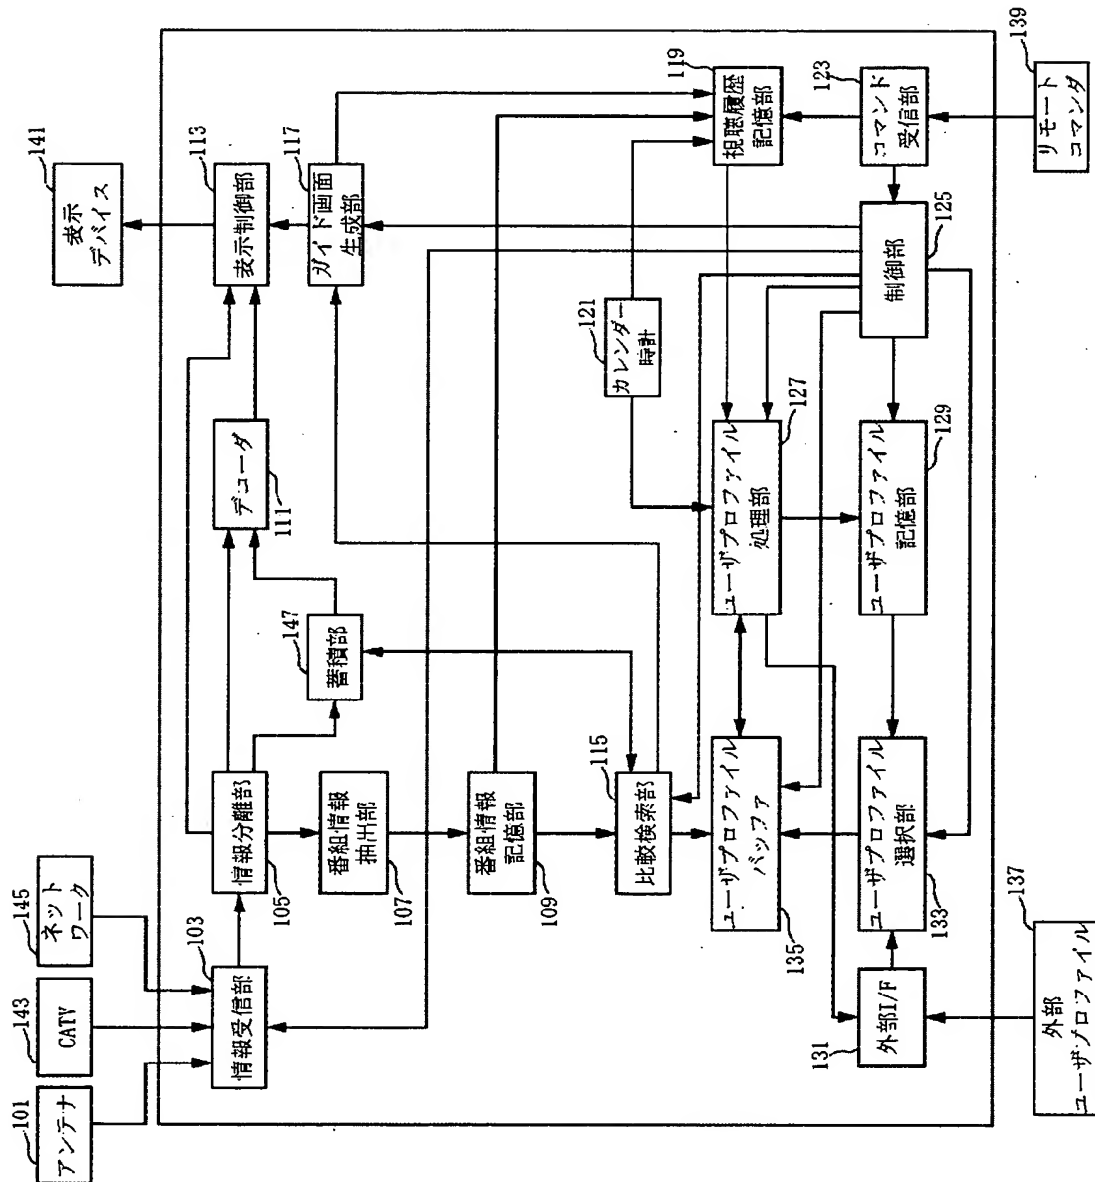 アンテナ
101
CATV
143
ネット
ワーク
145
情報受信部
103
情報分離部
105
番組情報
抽出部
107
番組情報
記憶部
109
デコーダ
111
表示制御部
113
表示
デバイス
141
蓄積部
147
比較検索部
115
ガイド画面
生成部
117
視聴履歴
記憶部
119
カレンダー
時計
121
コマンド
受信部
123
制御部
125
ユーザプロファイル
処理部
127
ユーザプロファイル
記憶部
129
外部I/F
131
ユーザプロファイル
選択部
133
ユーザプロファイル
バッファ
135
外部
ユーザプロファイル
137
リモート
コマンダ
139